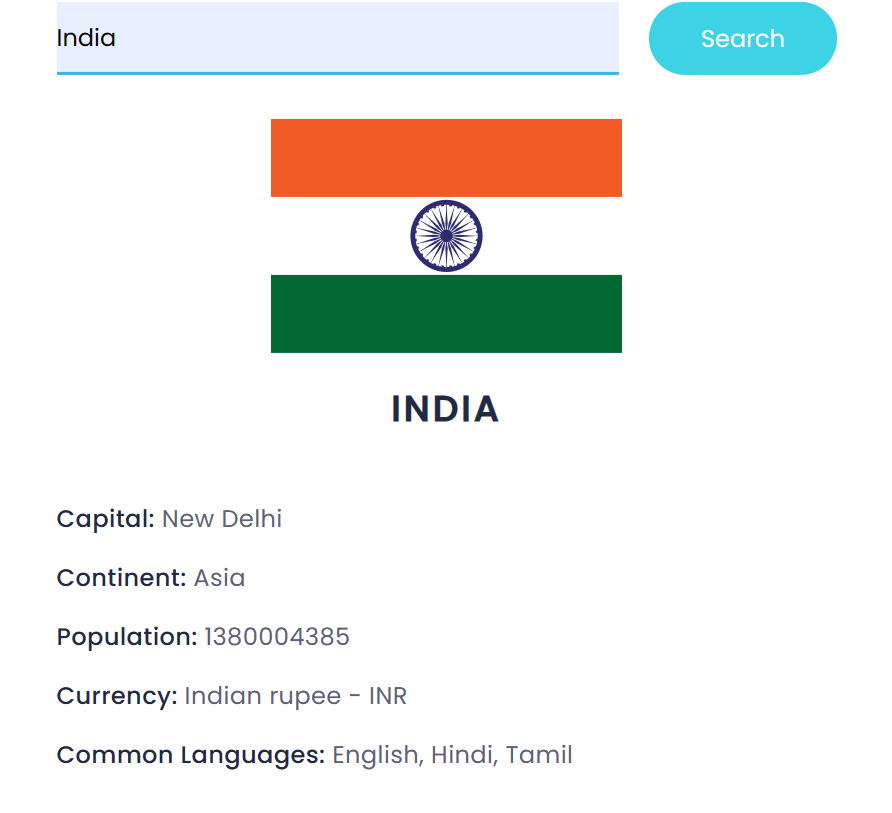 India
Search
INDIA
Capital: New Delhi
Continent: Asia
Population: 1380004385
Currency: Indian rupee - INR
Common Languages: English, Hindi, Tamil